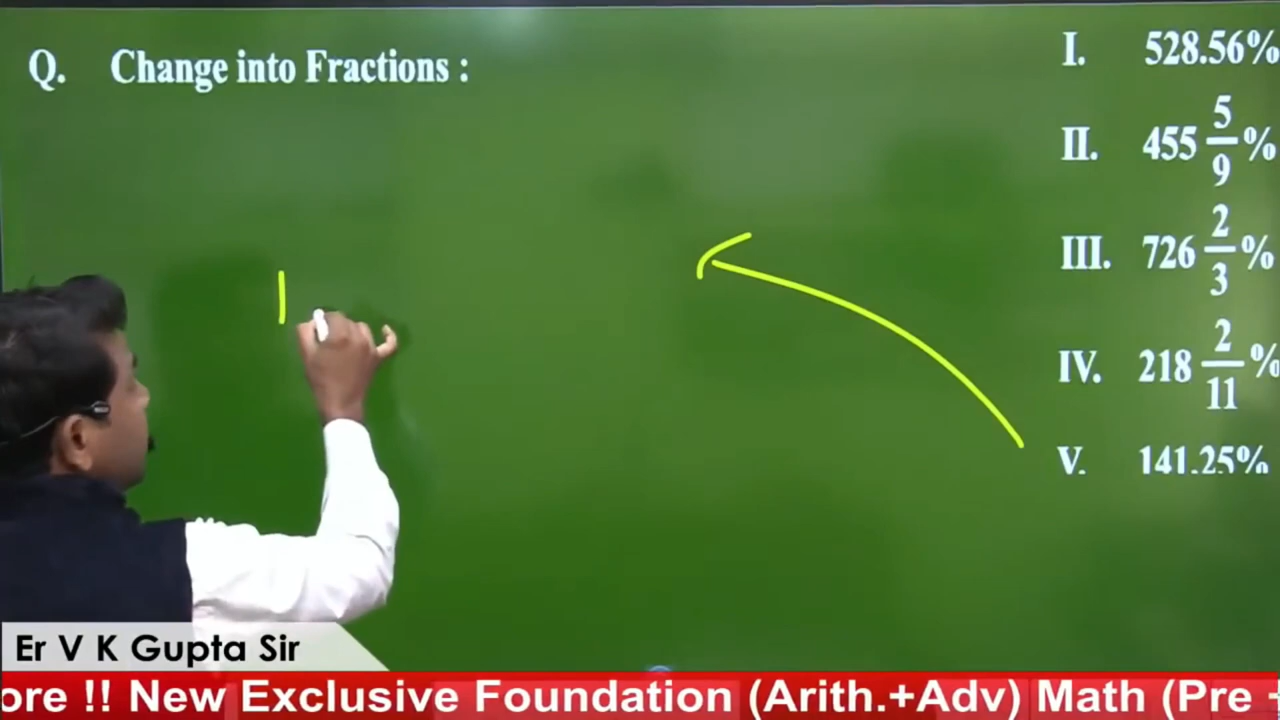 Q. Change into Fractions :
I. 528.56%
II. 455 5/9 %
III. 726 2/3 %
IV. 218 2/11 %
V. 141.25%
1
Er V K Gupta Sir
ore !! New Exclusive Foundation (Arith.+Adv) Math (Pre +